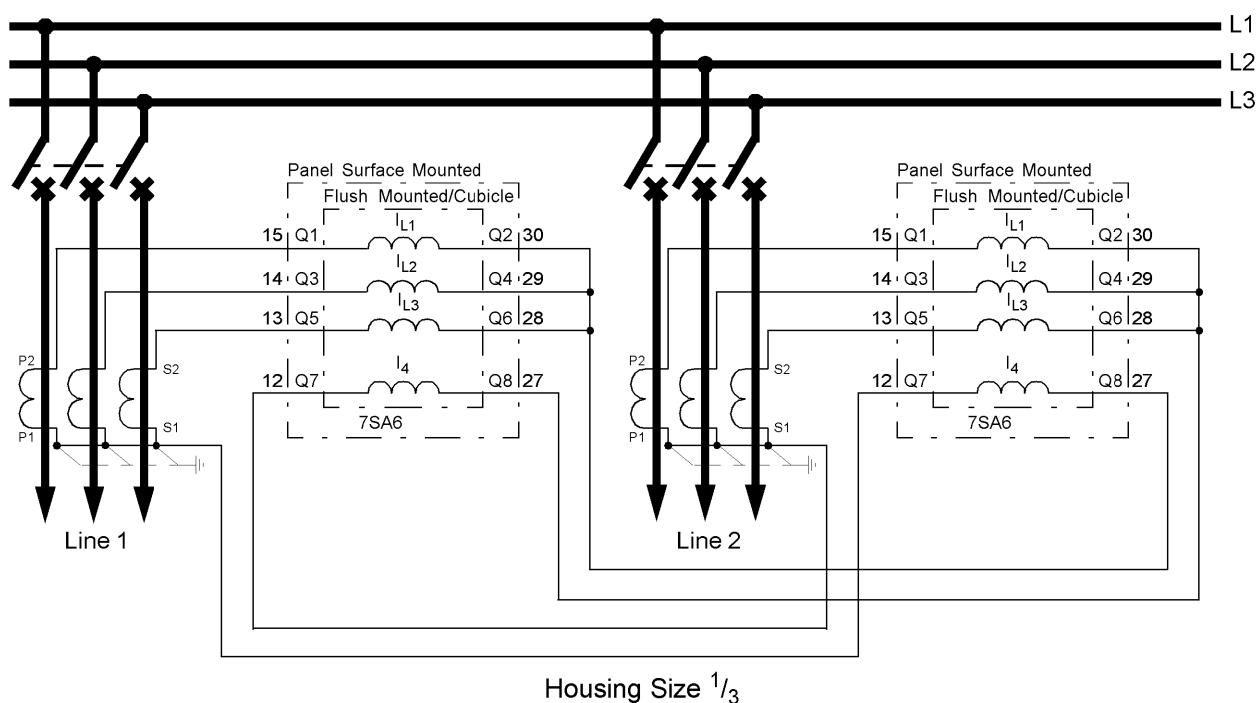 L1
L2
L3
Panel Surface Mounted
Flush Mounted/Cubicle
15 Q1 IL1 Q2 30
14 Q3 IL2 Q4 29
13 Q5 IL3 Q6 28
12 Q7 I4 Q8 27
7SA6
P2
P1
S2
S1
Line 1
Panel Surface Mounted
Flush Mounted/Cubicle
15 Q1 IL1 Q2 30
14 Q3 IL2 Q4 29
13 Q5 IL3 Q6 28
12 Q7 I4 Q8 27
7SA6
P2
P1
S2
S1
Line 2
Housing Size 1/3